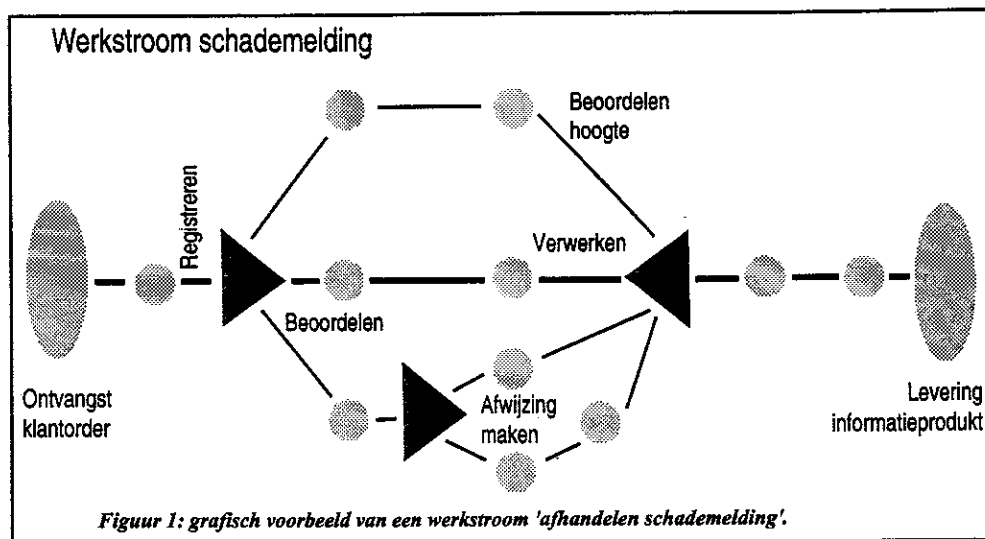 Werkstroom schademelding
Beoordelen
hoogte
Registreren
Verwerken
Beoordelen
Ontvangst
klantorder
Afwijzing
maken
Levering
informatieprodukt
Figuur 1: grafisch voorbeeld van een werkstroom 'afhandelen schademelding'.